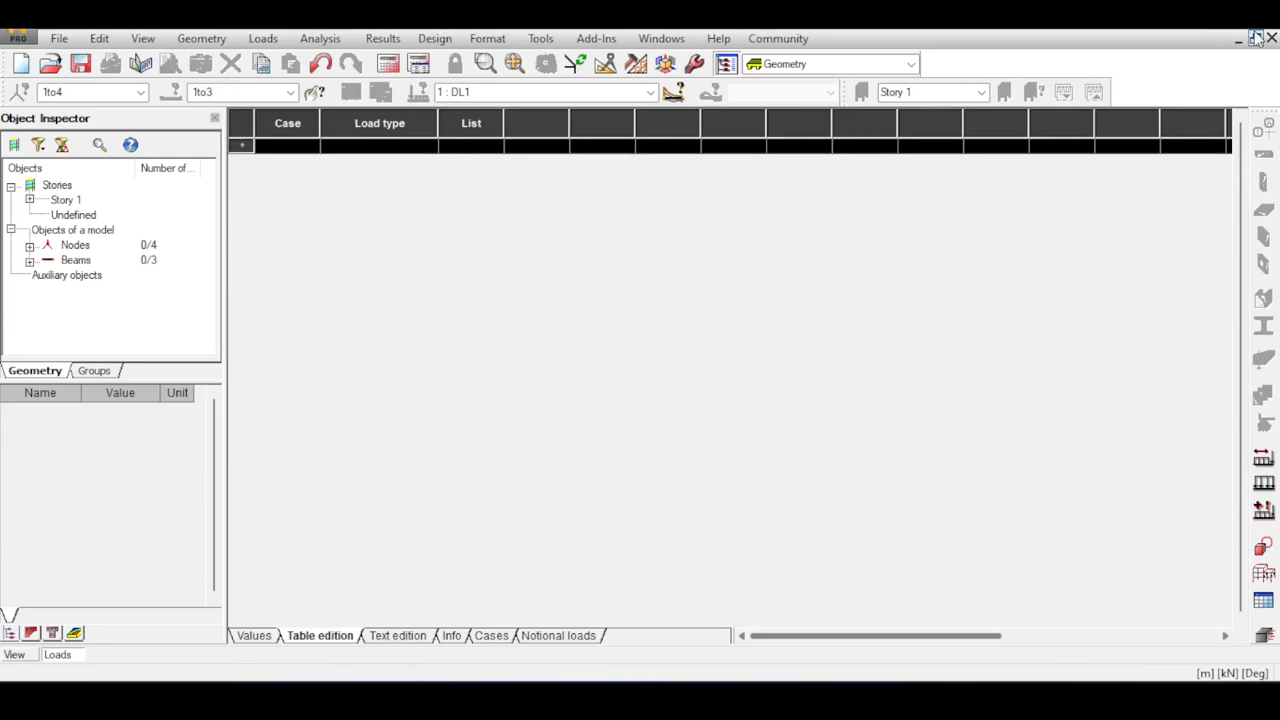 PRO File Edit View Geometry Loads Analysis Results Design Format Tools Add-Ins Windows Help Community
Geometry
1to4 1to3 1 : DL1 Story 1
Object Inspector
Case Load type List
*
Objects Number of...
Stories
Story 1
Undefined
Objects of a model
Nodes 0/4
Beams 0/3
Auxiliary objects
Geometry Groups
Name Value Unit
Values Table edition Text edition Info Cases Notional loads
View Loads
[m] [kN] [Deg]